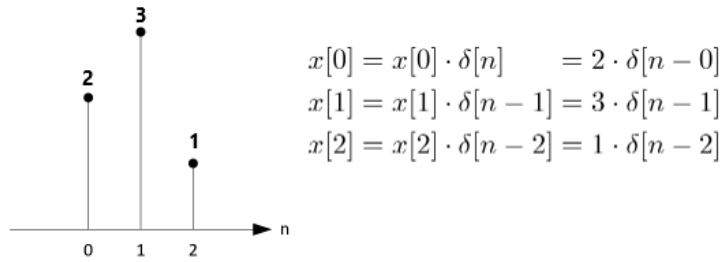 3
2
1
n
0 1 2
x[0] = x[0] · δ[n] = 2 · δ[n − 0]
x[1] = x[1] · δ[n − 1] = 3 · δ[n − 1]
x[2] = x[2] · δ[n − 2] = 1 · δ[n − 2]